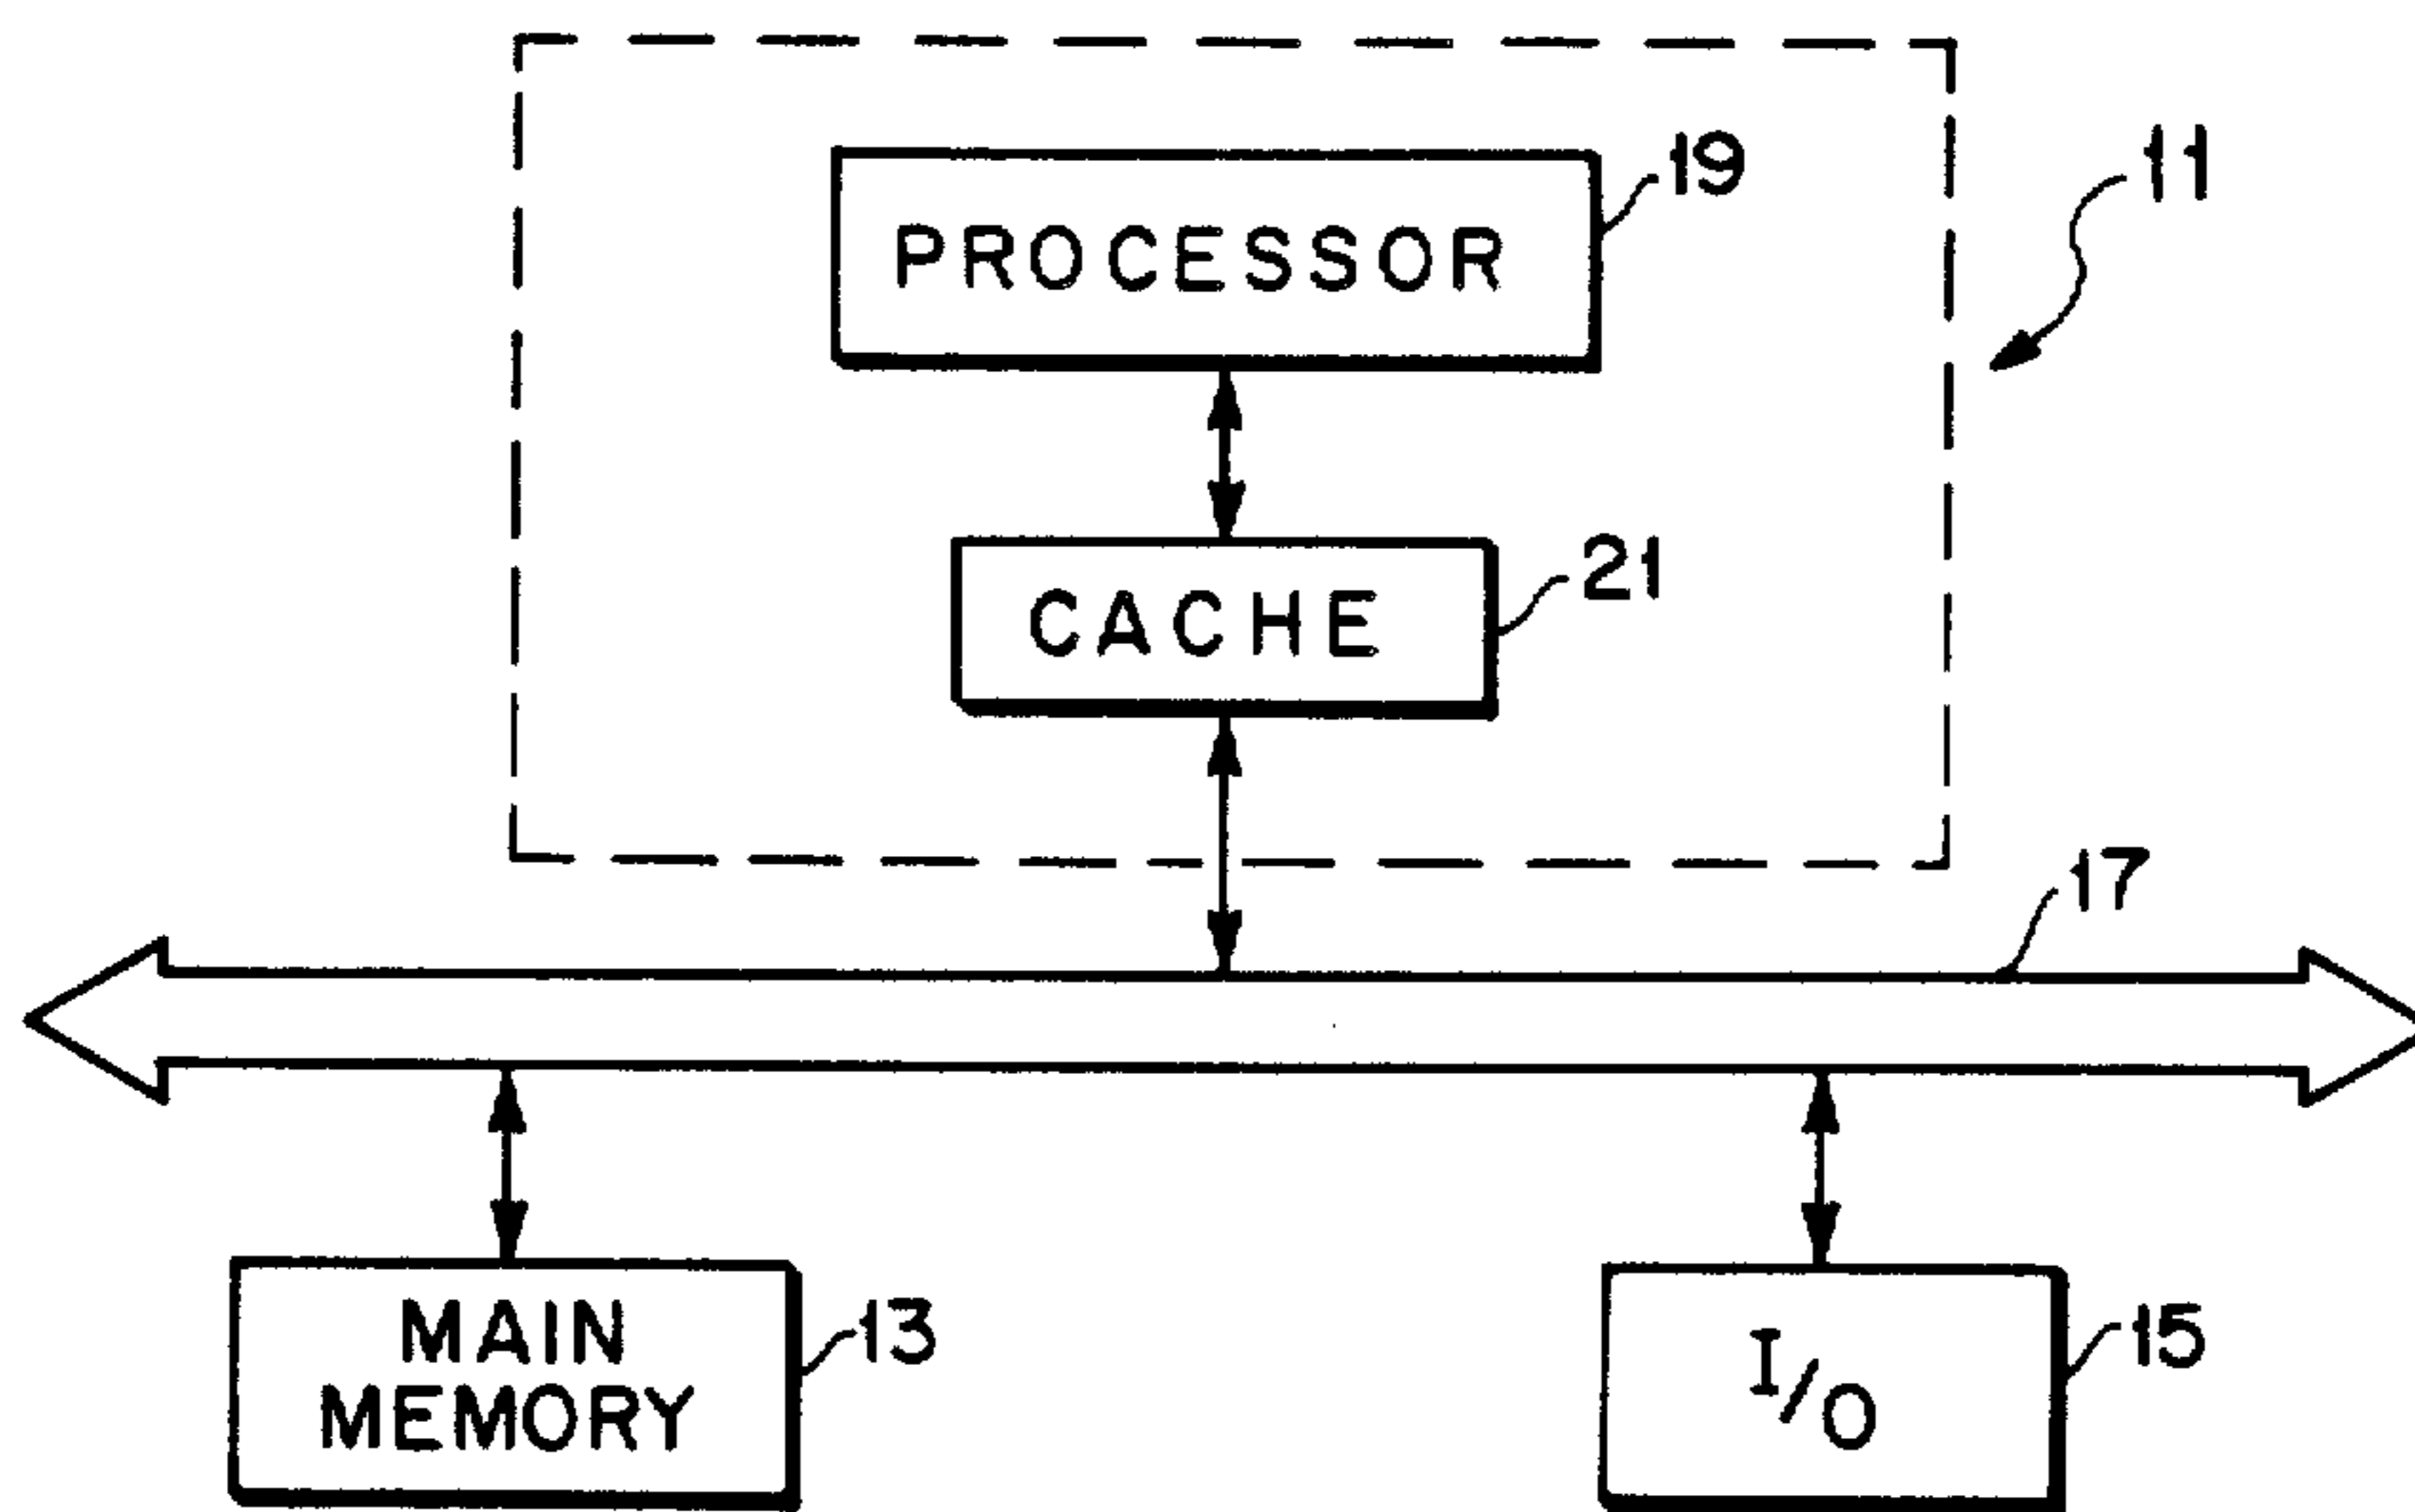 PROCESSOR
19
11
CACHE
21
17
MAIN
MEMORY
13
I/O
15